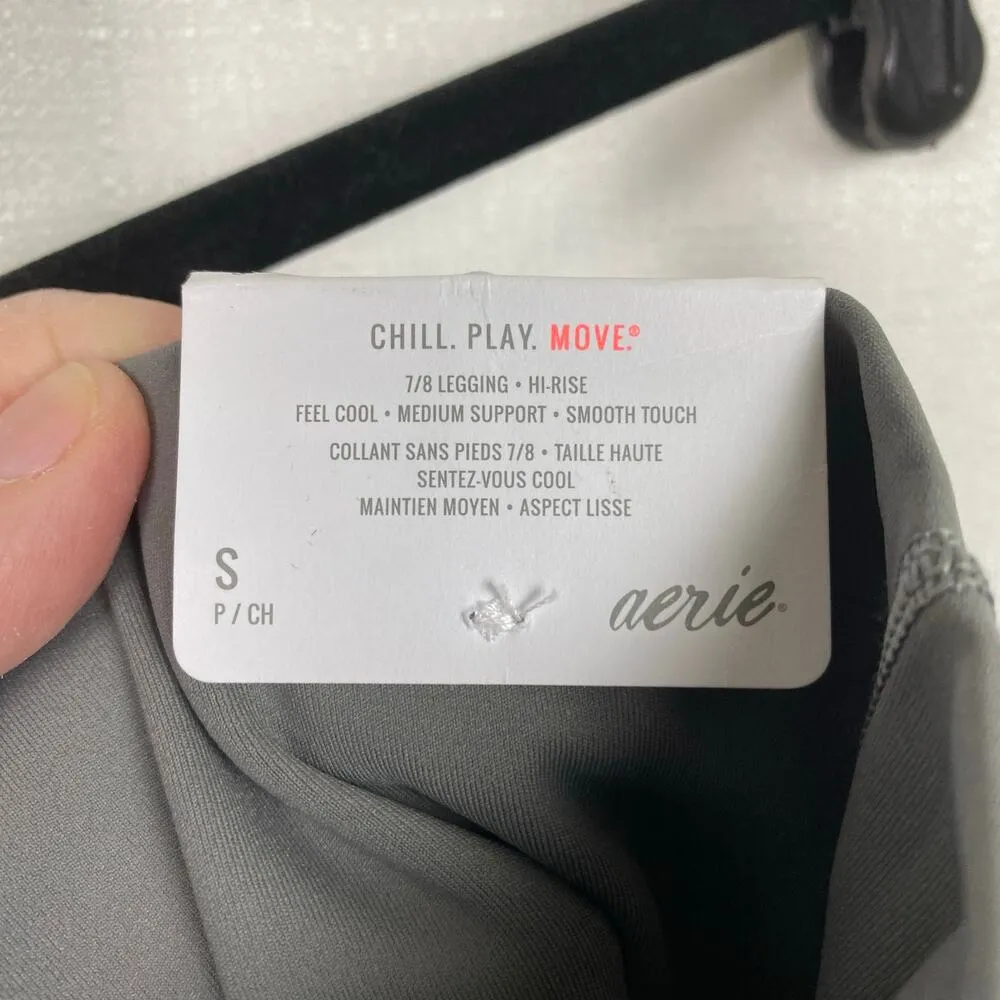 CHILL. PLAY. MOVE.®
7/8 LEGGING • HI-RISE
FEEL COOL • MEDIUM SUPPORT • SMOOTH TOUCH
COLLANT SANS PIEDS 7/8 • TAILLE HAUTE
SENTEZ-VOUS COOL
MAINTIEN MOYEN • ASPECT LISSE
S
P / CH
aerie®